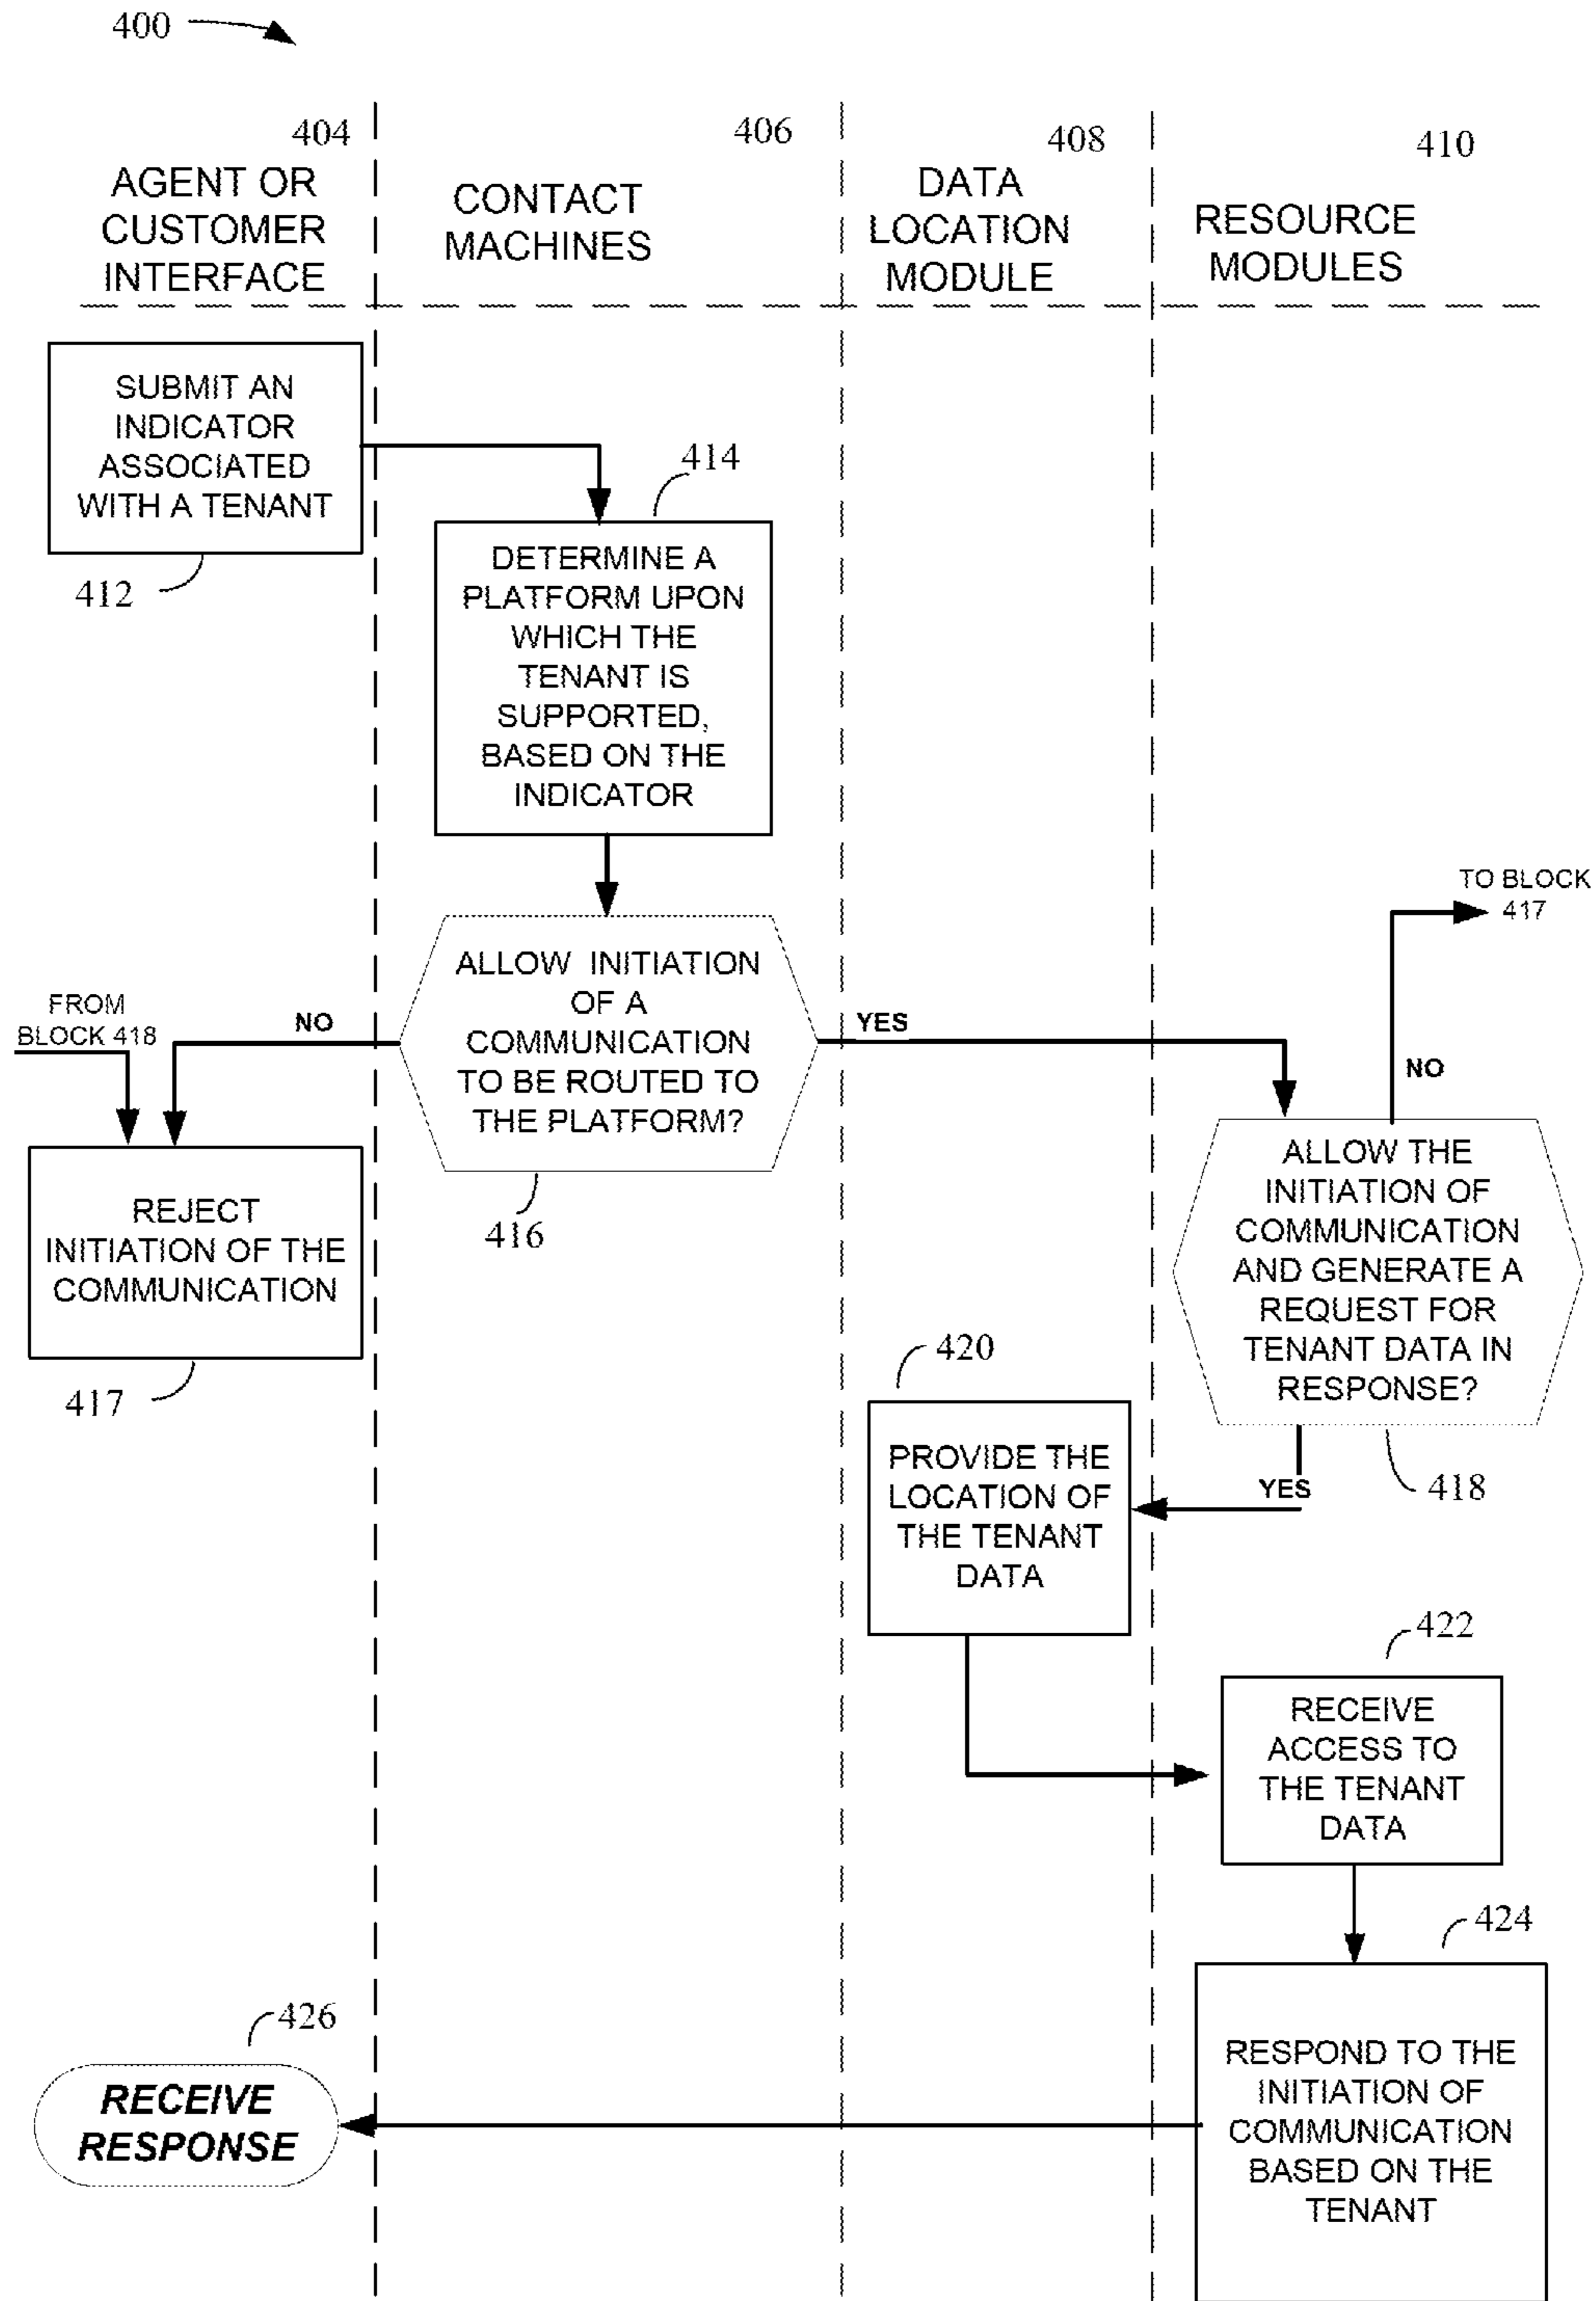 400
404
AGENT OR
CUSTOMER
INTERFACE
406
CONTACT
MACHINES
408
DATA
LOCATION
MODULE
410
RESOURCE
MODULES
SUBMIT AN
INDICATOR
ASSOCIATED
WITH A TENANT
412
414
DETERMINE A
PLATFORM UPON
WHICH THE
TENANT IS
SUPPORTED,
BASED ON THE
INDICATOR
TO BLOCK
417
ALLOW INITIATION
OF A
COMMUNICATION
TO BE ROUTED TO
THE PLATFORM?
416
FROM
BLOCK 418
NO
YES
NO
REJECT
INITIATION OF THE
COMMUNICATION
417
ALLOW THE
INITIATION OF
COMMUNICATION
AND GENERATE A
REQUEST FOR
TENANT DATA IN
RESPONSE?
418
YES
420
PROVIDE THE
LOCATION OF
THE TENANT
DATA
422
RECEIVE
ACCESS TO
THE TENANT
DATA
424
RESPOND TO THE
INITIATION OF
COMMUNICATION
BASED ON THE
TENANT
426
RECEIVE
RESPONSE